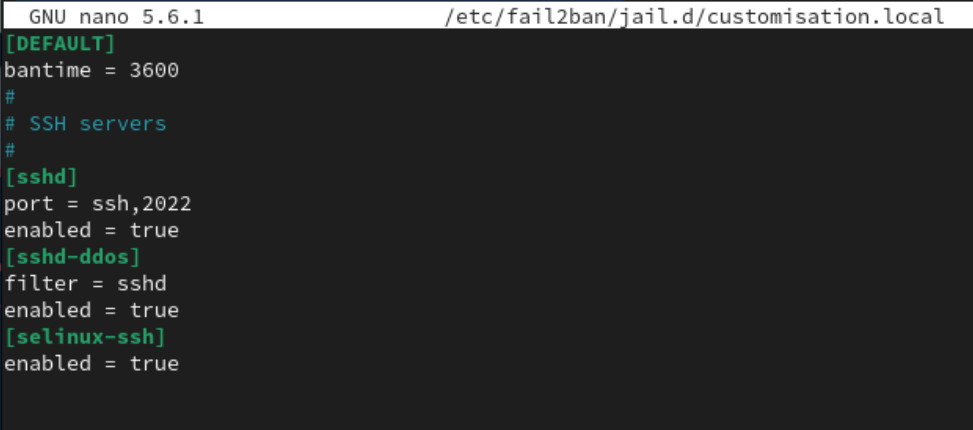 GNU nano 5.6.1 /etc/fail2ban/jail.d/customisation.local
[DEFAULT]
bantime = 3600
#
# SSH servers
#
[sshd]
port = ssh,2022
enabled = true
[sshd-ddos]
filter = sshd
enabled = true
[selinux-ssh]
enabled = true